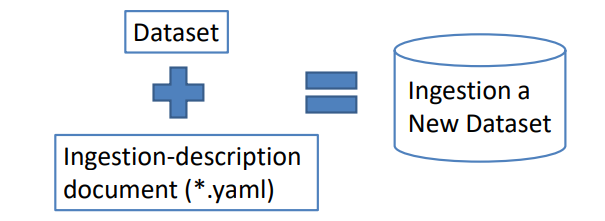 Dataset
Ingestion-description
document (*.yaml)
Ingestion a
New Dataset